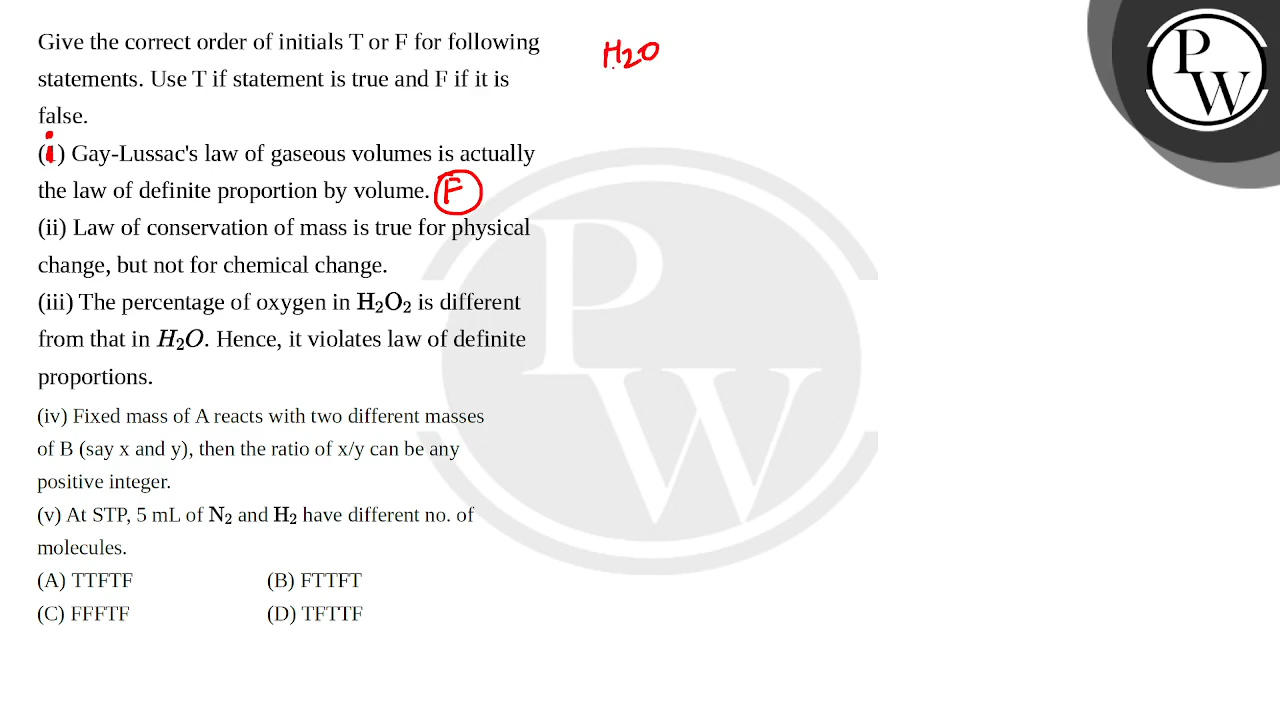 Give the correct order of initials T or F for following
statements. Use T if statement is true and F if it is
false.
(i) Gay-Lussac's law of gaseous volumes is actually
the law of definite proportion by volume. F
(ii) Law of conservation of mass is true for physical
change, but not for chemical change.
(iii) The percentage of oxygen in H₂O₂ is different
from that in H₂O. Hence, it violates law of definite
proportions.
(iv) Fixed mass of A reacts with two different masses
of B (say x and y), then the ratio of x/y can be any
positive integer.
(v) At STP, 5 mL of N₂ and H₂ have different no. of
molecules.
(A) TTFTF (B) FTTFT
(C) FFFTF (D) TFTTF
H2O
PW
PW